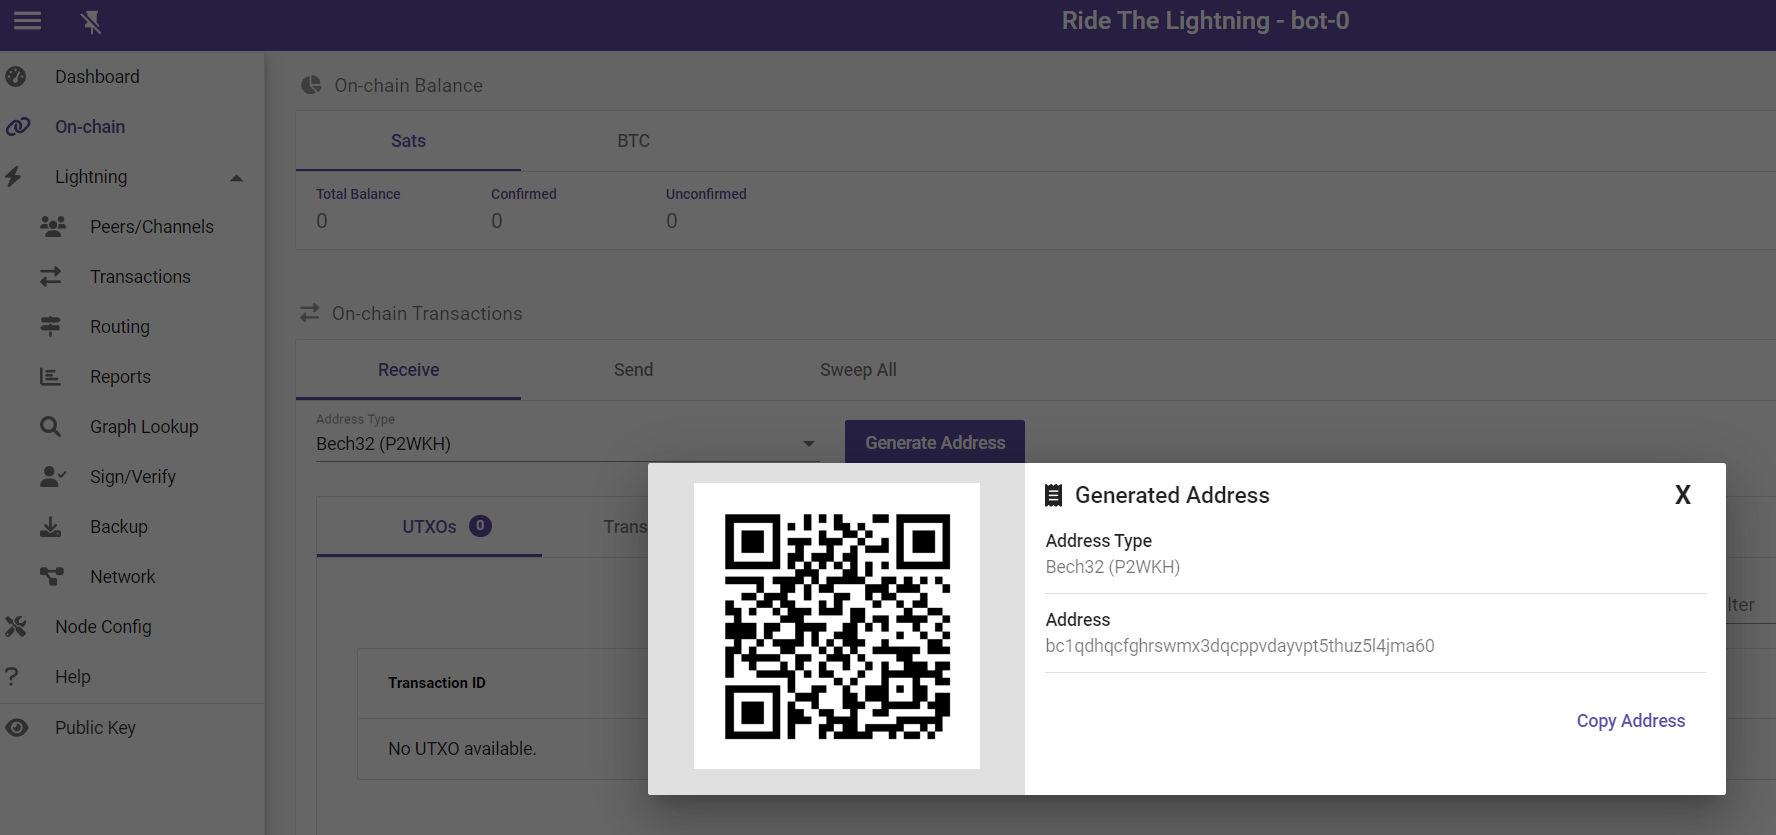 Ride The Lightning - bot-0
Dashboard
On-chain
Lightning
Peers/Channels
Transactions
Routing
Reports
Graph Lookup
Sign/Verify
Backup
Network
Node Config
Help
Public Key
On-chain Balance
Sats BTC
Total Balance Confirmed Unconfirmed
0 0 0
On-chain Transactions
Receive Send Sweep All
Address Type
Bech32 (P2WKH)
Generate Address
UTXOs 0 Trans
lter
Transaction ID
No UTXO available.
Generated Address X
Address Type
Bech32 (P2WKH)
Address
bc1qdhqcfghrswmx3dqcppvdayvpt5thuz5l4jma60
Copy Address